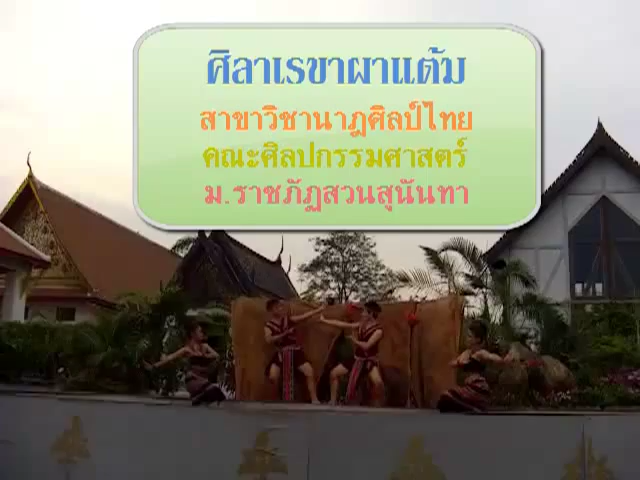 ศิลาเรขาผาแต้ม
สาขาวิชานาฏศิลป์ไทย
คณะศิลปกรรมศาสตร์
ม.ราชภัฏสวนสุนันทา